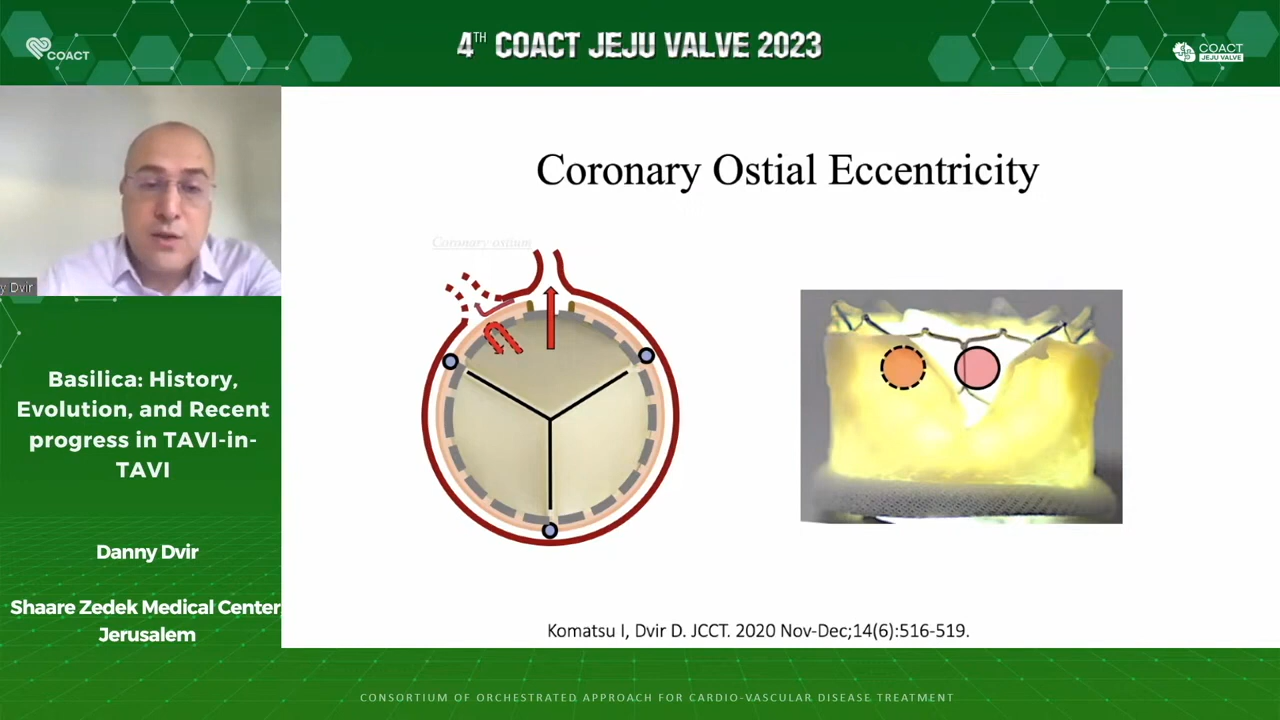 4TH COACT JEJU VALVE 2023
COACT
COACT
JEJU VALVE
y Dvir
Basilica: History,
Evolution, and Recent
progress in TAVI-in-
TAVI
Danny Dvir
Shaare Zedek Medical Center,
Jerusalem
Coronary Ostial Eccentricity
Coronary ostium
Komatsu I, Dvir D. JCCT. 2020 Nov-Dec;14(6):516-519.
CONSORTIUM OF ORCHESTRATED APPROACH FOR CARDIO-VASCULAR DISEASE TREATMENT